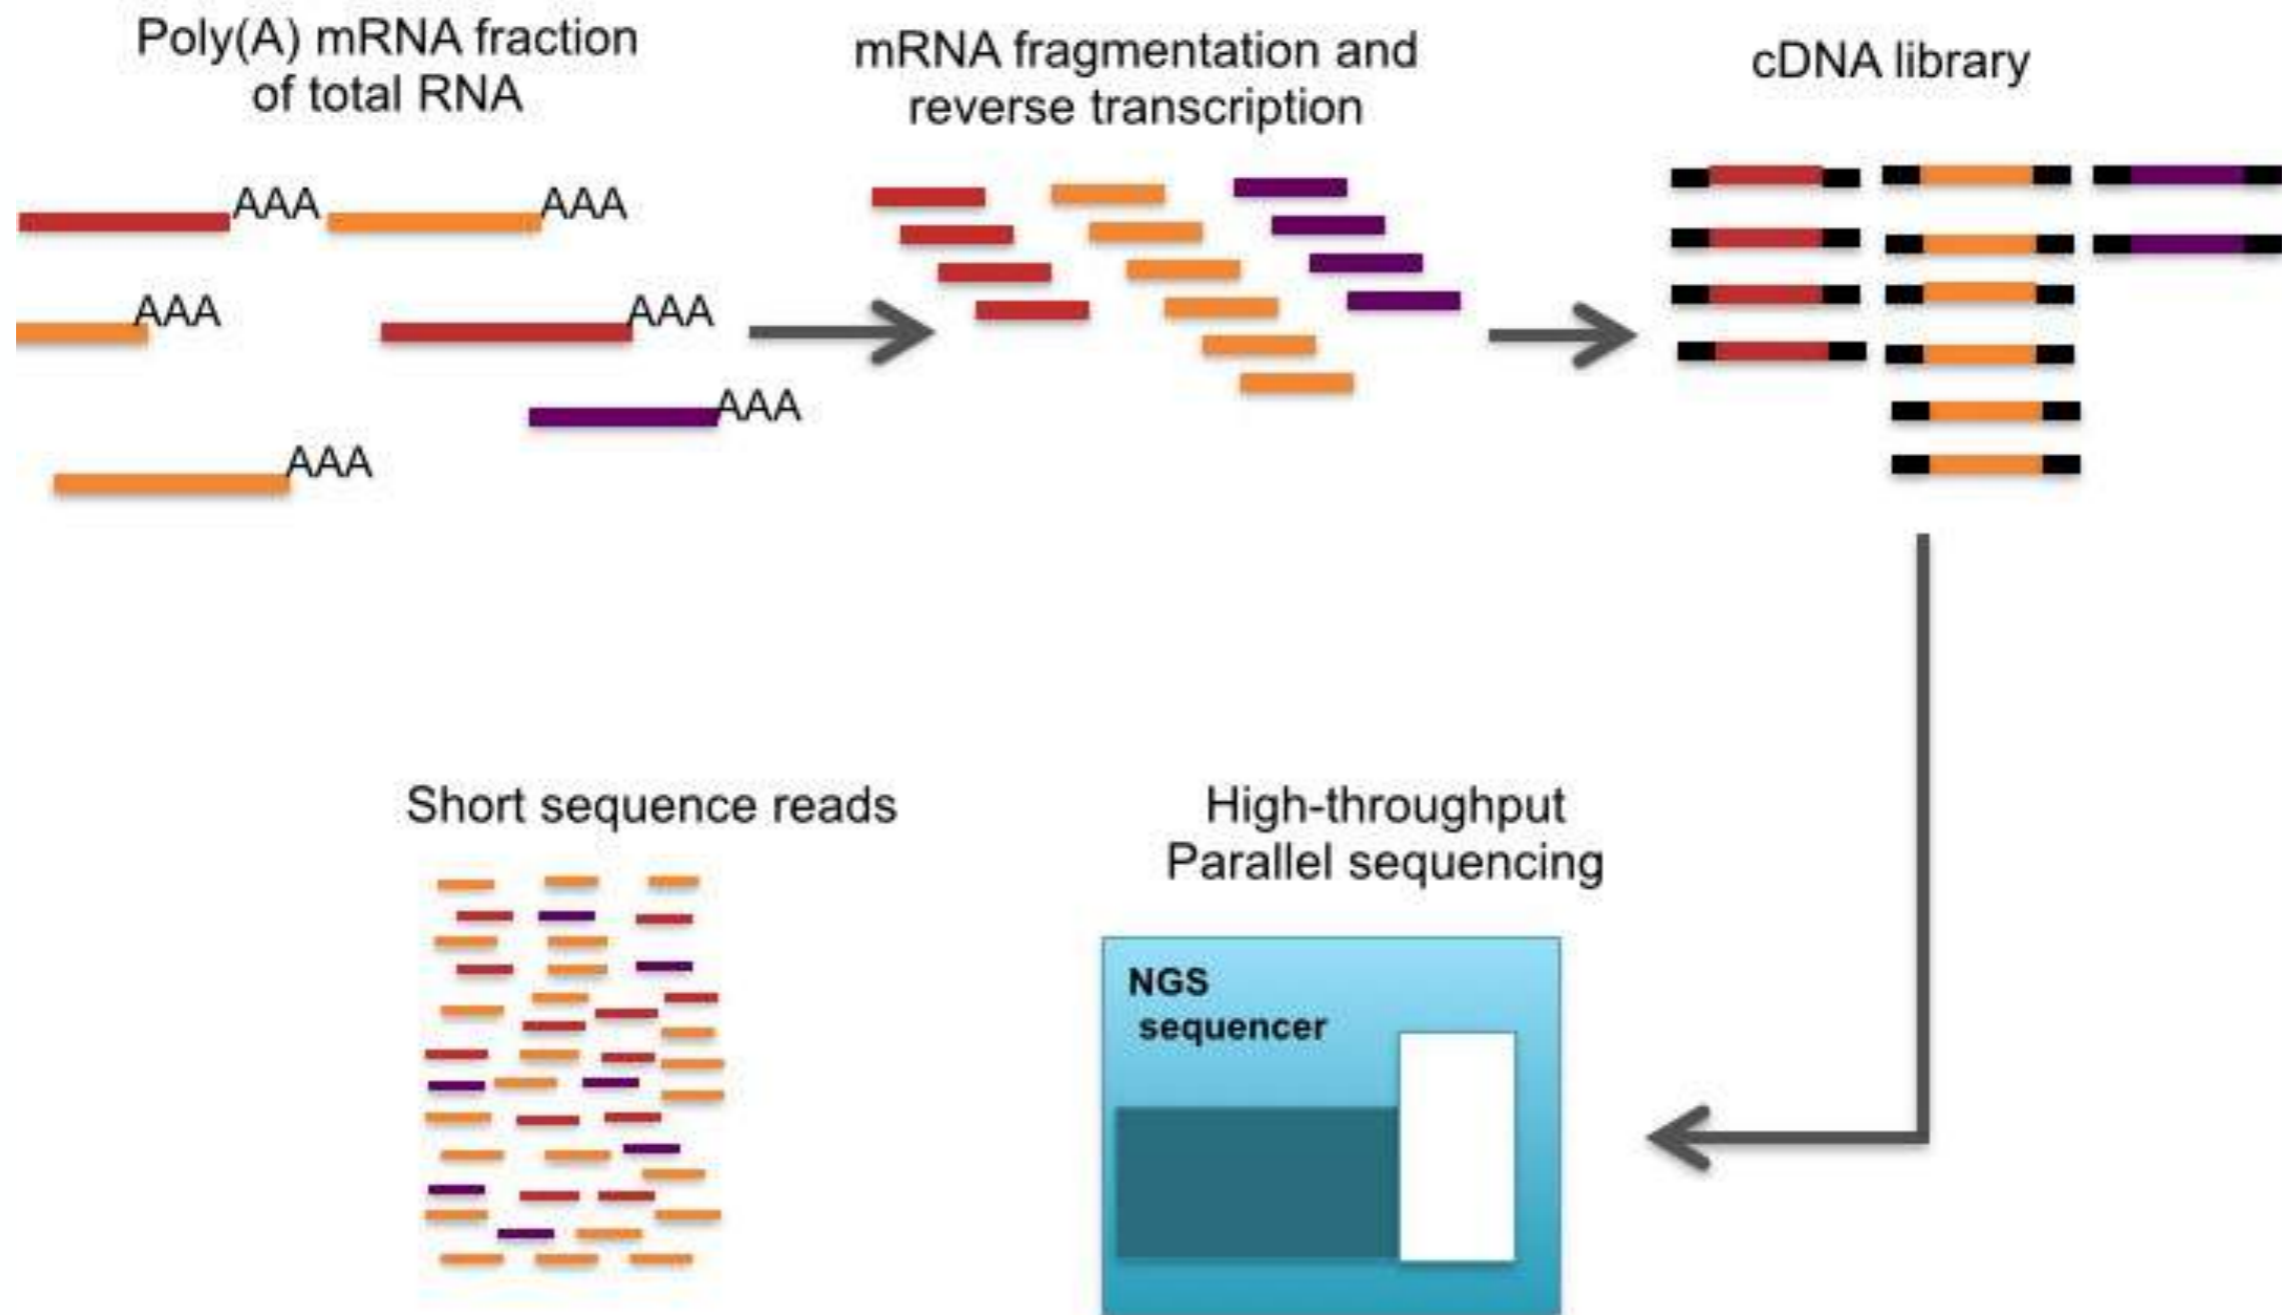 Poly(A) mRNA fraction
of total RNA
mRNA fragmentation and
reverse transcription
cDNA library
AAA
AAA
AAA
AAA
AAA
AAA
Short sequence reads
High-throughput
Parallel sequencing
NGS
sequencer